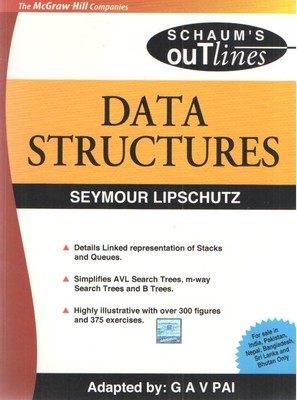 The McGraw·Hill Companies
SCHAUM'S
ouTlines
DATA
STRUCTURES
SEYMOUR LIPSCHUTZ
Details Linked representation of Stacks
and Queues.
Simplifies AVL Search Trees, m-way
Search Trees and B Trees.
Highly illustrative with over 300 figures
and 375 exercises.
For sale in
India, Pakistan,
Nepal, Bangladesh,
Sri Lanka and
Bhutan Only
Adapted by: G A V PAI